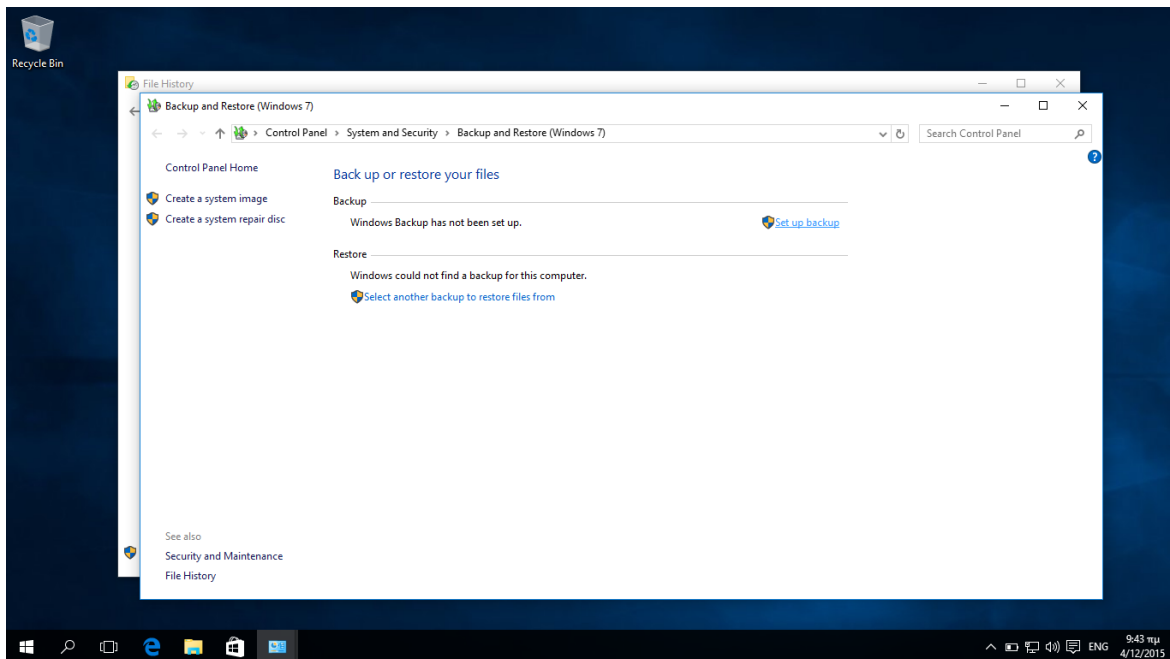 Recycle Bin
File History
Backup and Restore (Windows 7)
Control Panel > System and Security > Backup and Restore (Windows 7)
Search Control Panel
Control Panel Home
Create a system image
Create a system repair disc
Back up or restore your files
Backup
Windows Backup has not been set up.
Set up backup
Restore
Windows could not find a backup for this computer.
Select another backup to restore files from
See also
Security and Maintenance
File History
ENG
9:43 πμ
4/12/2015